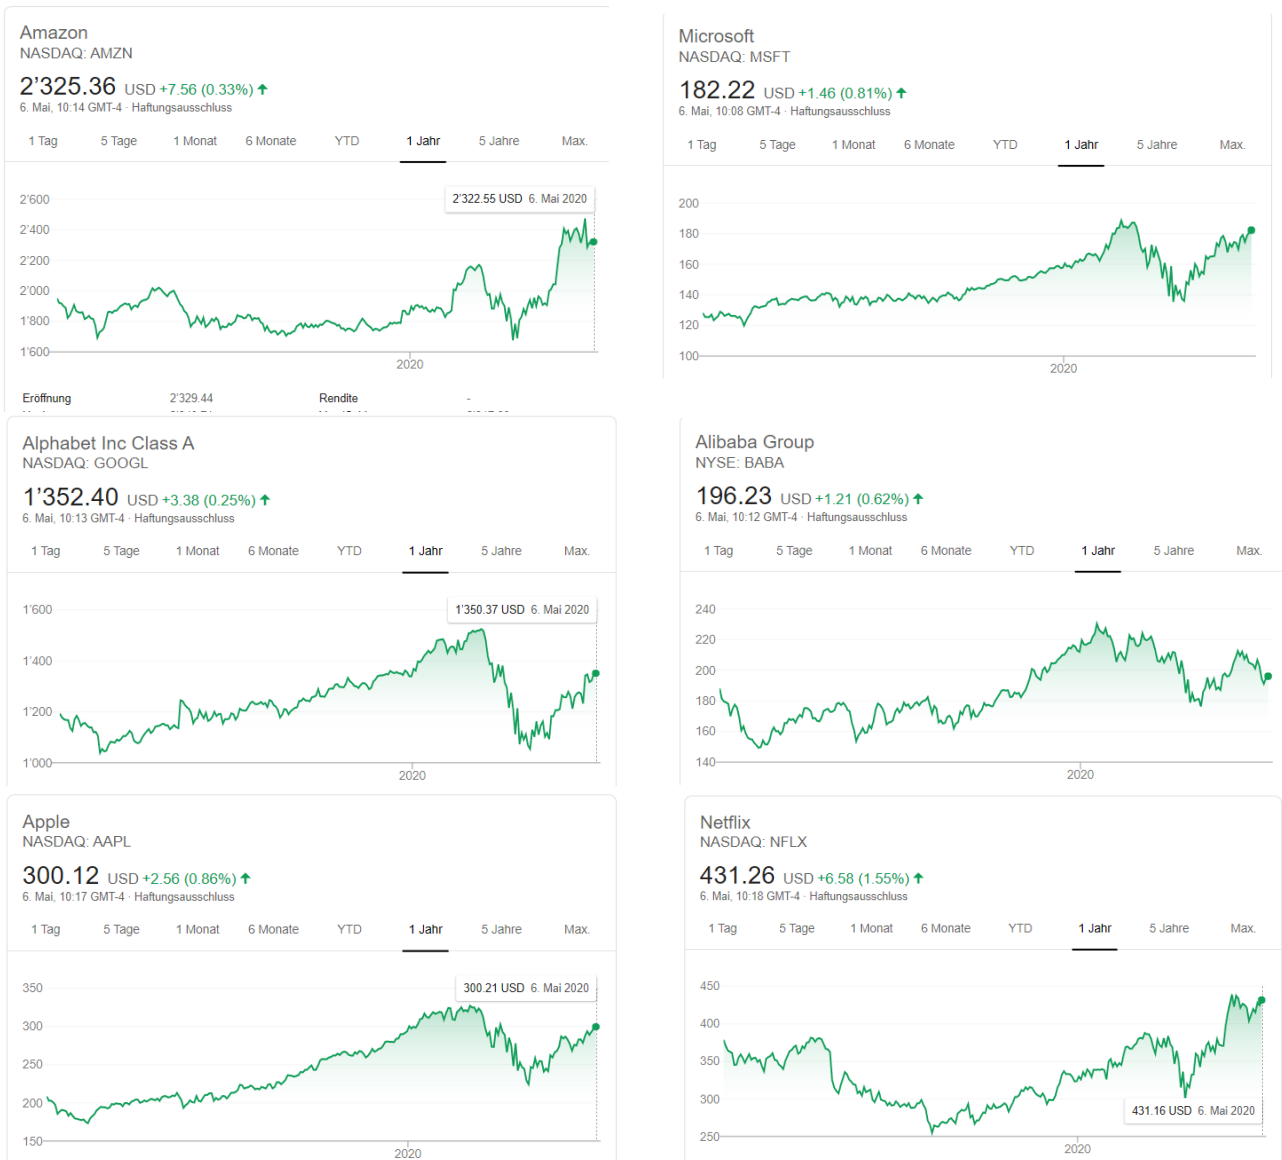 Amazon
NASDAQ: AMZN
2'325.36 USD +7.56 (0.33%) ↑
6. Mai, 10:14 GMT-4 · Haftungsausschluss
1 Tag 5 Tage 1 Monat 6 Monate YTD 1 Jahr 5 Jahre Max.
2'322.55 USD 6. Mai 2020
2'600
2'400
2'200
2'000
1'800
1'600
2020
Eröffnung 2'329.44 Rendite -
Microsoft
NASDAQ: MSFT
182.22 USD +1.46 (0.81%) ↑
6. Mai, 10:08 GMT-4 · Haftungsausschluss
1 Tag 5 Tage 1 Monat 6 Monate YTD 1 Jahr 5 Jahre Max.
200
180
160
140
120
100
2020
Alphabet Inc Class A
NASDAQ: GOOGL
1'352.40 USD +3.38 (0.25%) ↑
6. Mai, 10:13 GMT-4 · Haftungsausschluss
1 Tag 5 Tage 1 Monat 6 Monate YTD 1 Jahr 5 Jahre Max.
1'350.37 USD 6. Mai 2020
1'600
1'400
1'200
1'000
2020
Alibaba Group
NYSE: BABA
196.23 USD +1.21 (0.62%) ↑
6. Mai, 10:12 GMT-4 · Haftungsausschluss
1 Tag 5 Tage 1 Monat 6 Monate YTD 1 Jahr 5 Jahre Max.
240
220
200
180
160
140
2020
Apple
NASDAQ: AAPL
300.12 USD +2.56 (0.86%) ↑
6. Mai, 10:17 GMT-4 · Haftungsausschluss
1 Tag 5 Tage 1 Monat 6 Monate YTD 1 Jahr 5 Jahre Max.
300.21 USD 6. Mai 2020
350
300
250
200
150
2020
Netflix
NASDAQ: NFLX
431.26 USD +6.58 (1.55%) ↑
6. Mai, 10:18 GMT-4 · Haftungsausschluss
1 Tag 5 Tage 1 Monat 6 Monate YTD 1 Jahr 5 Jahre Max.
450
400
350
300
250
431.16 USD 6. Mai 2020
2020